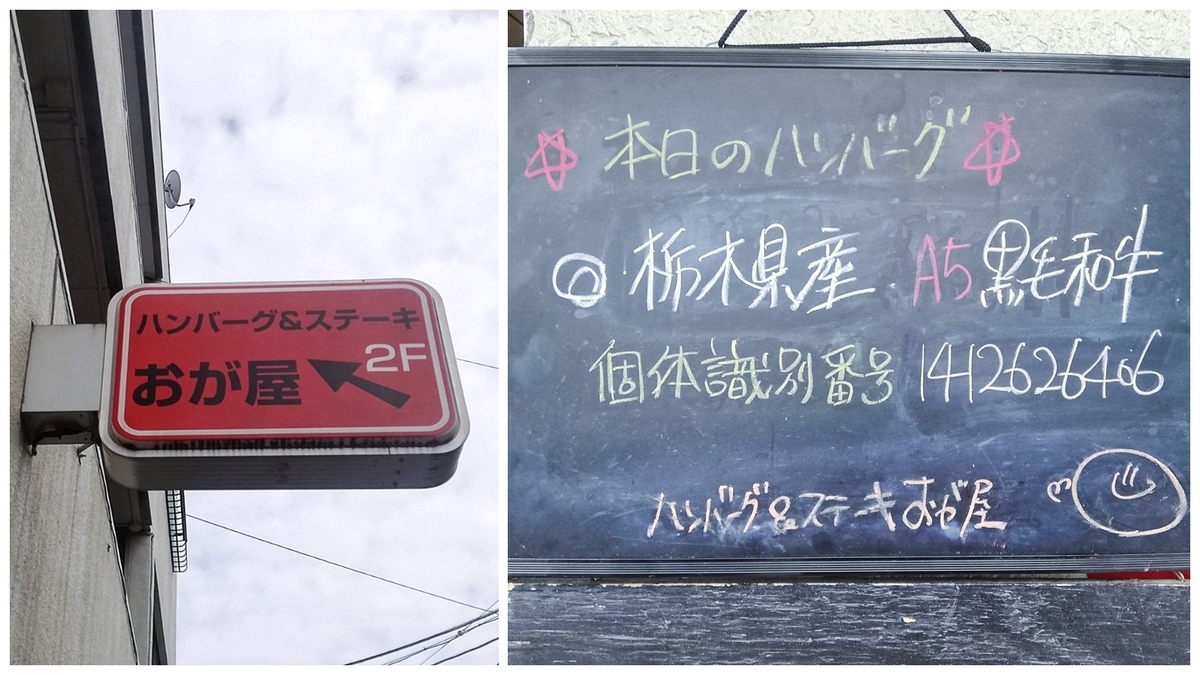 ハンバーグ&ステーキ
おが屋 2F
本日のハンバーグ
栃木県産 A5黒毛和牛
個体識別番号 1412626466
ハンバーグ&ステーキおが屋